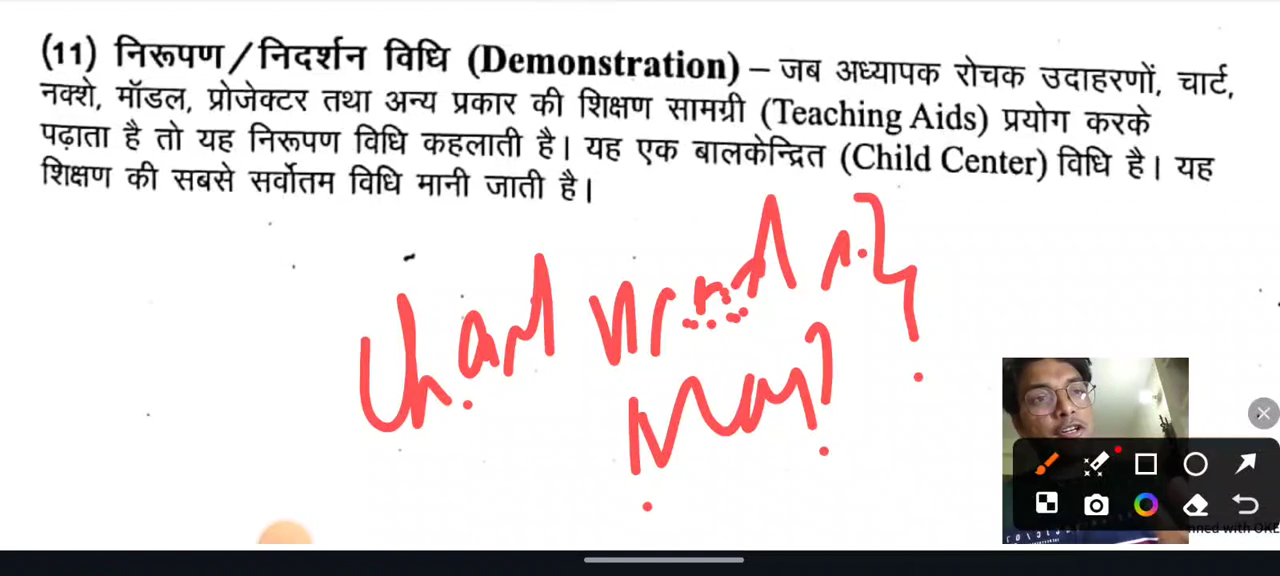 (11) निरूपण/निदर्शन विधि (Demonstration) – जब अध्यापक रोचक उदाहरणों, चार्ट,
नक्शे, मॉडल, प्रोजेक्टर तथा अन्य प्रकार की शिक्षण सामग्री (Teaching Aids) प्रयोग करके
पढ़ाता है तो यह निरूपण विधि कहलाती है। यह एक बालकेन्द्रित (Child Center) विधि है। यह
शिक्षण की सबसे सर्वोतम विधि मानी जाती है।
Chart
Map